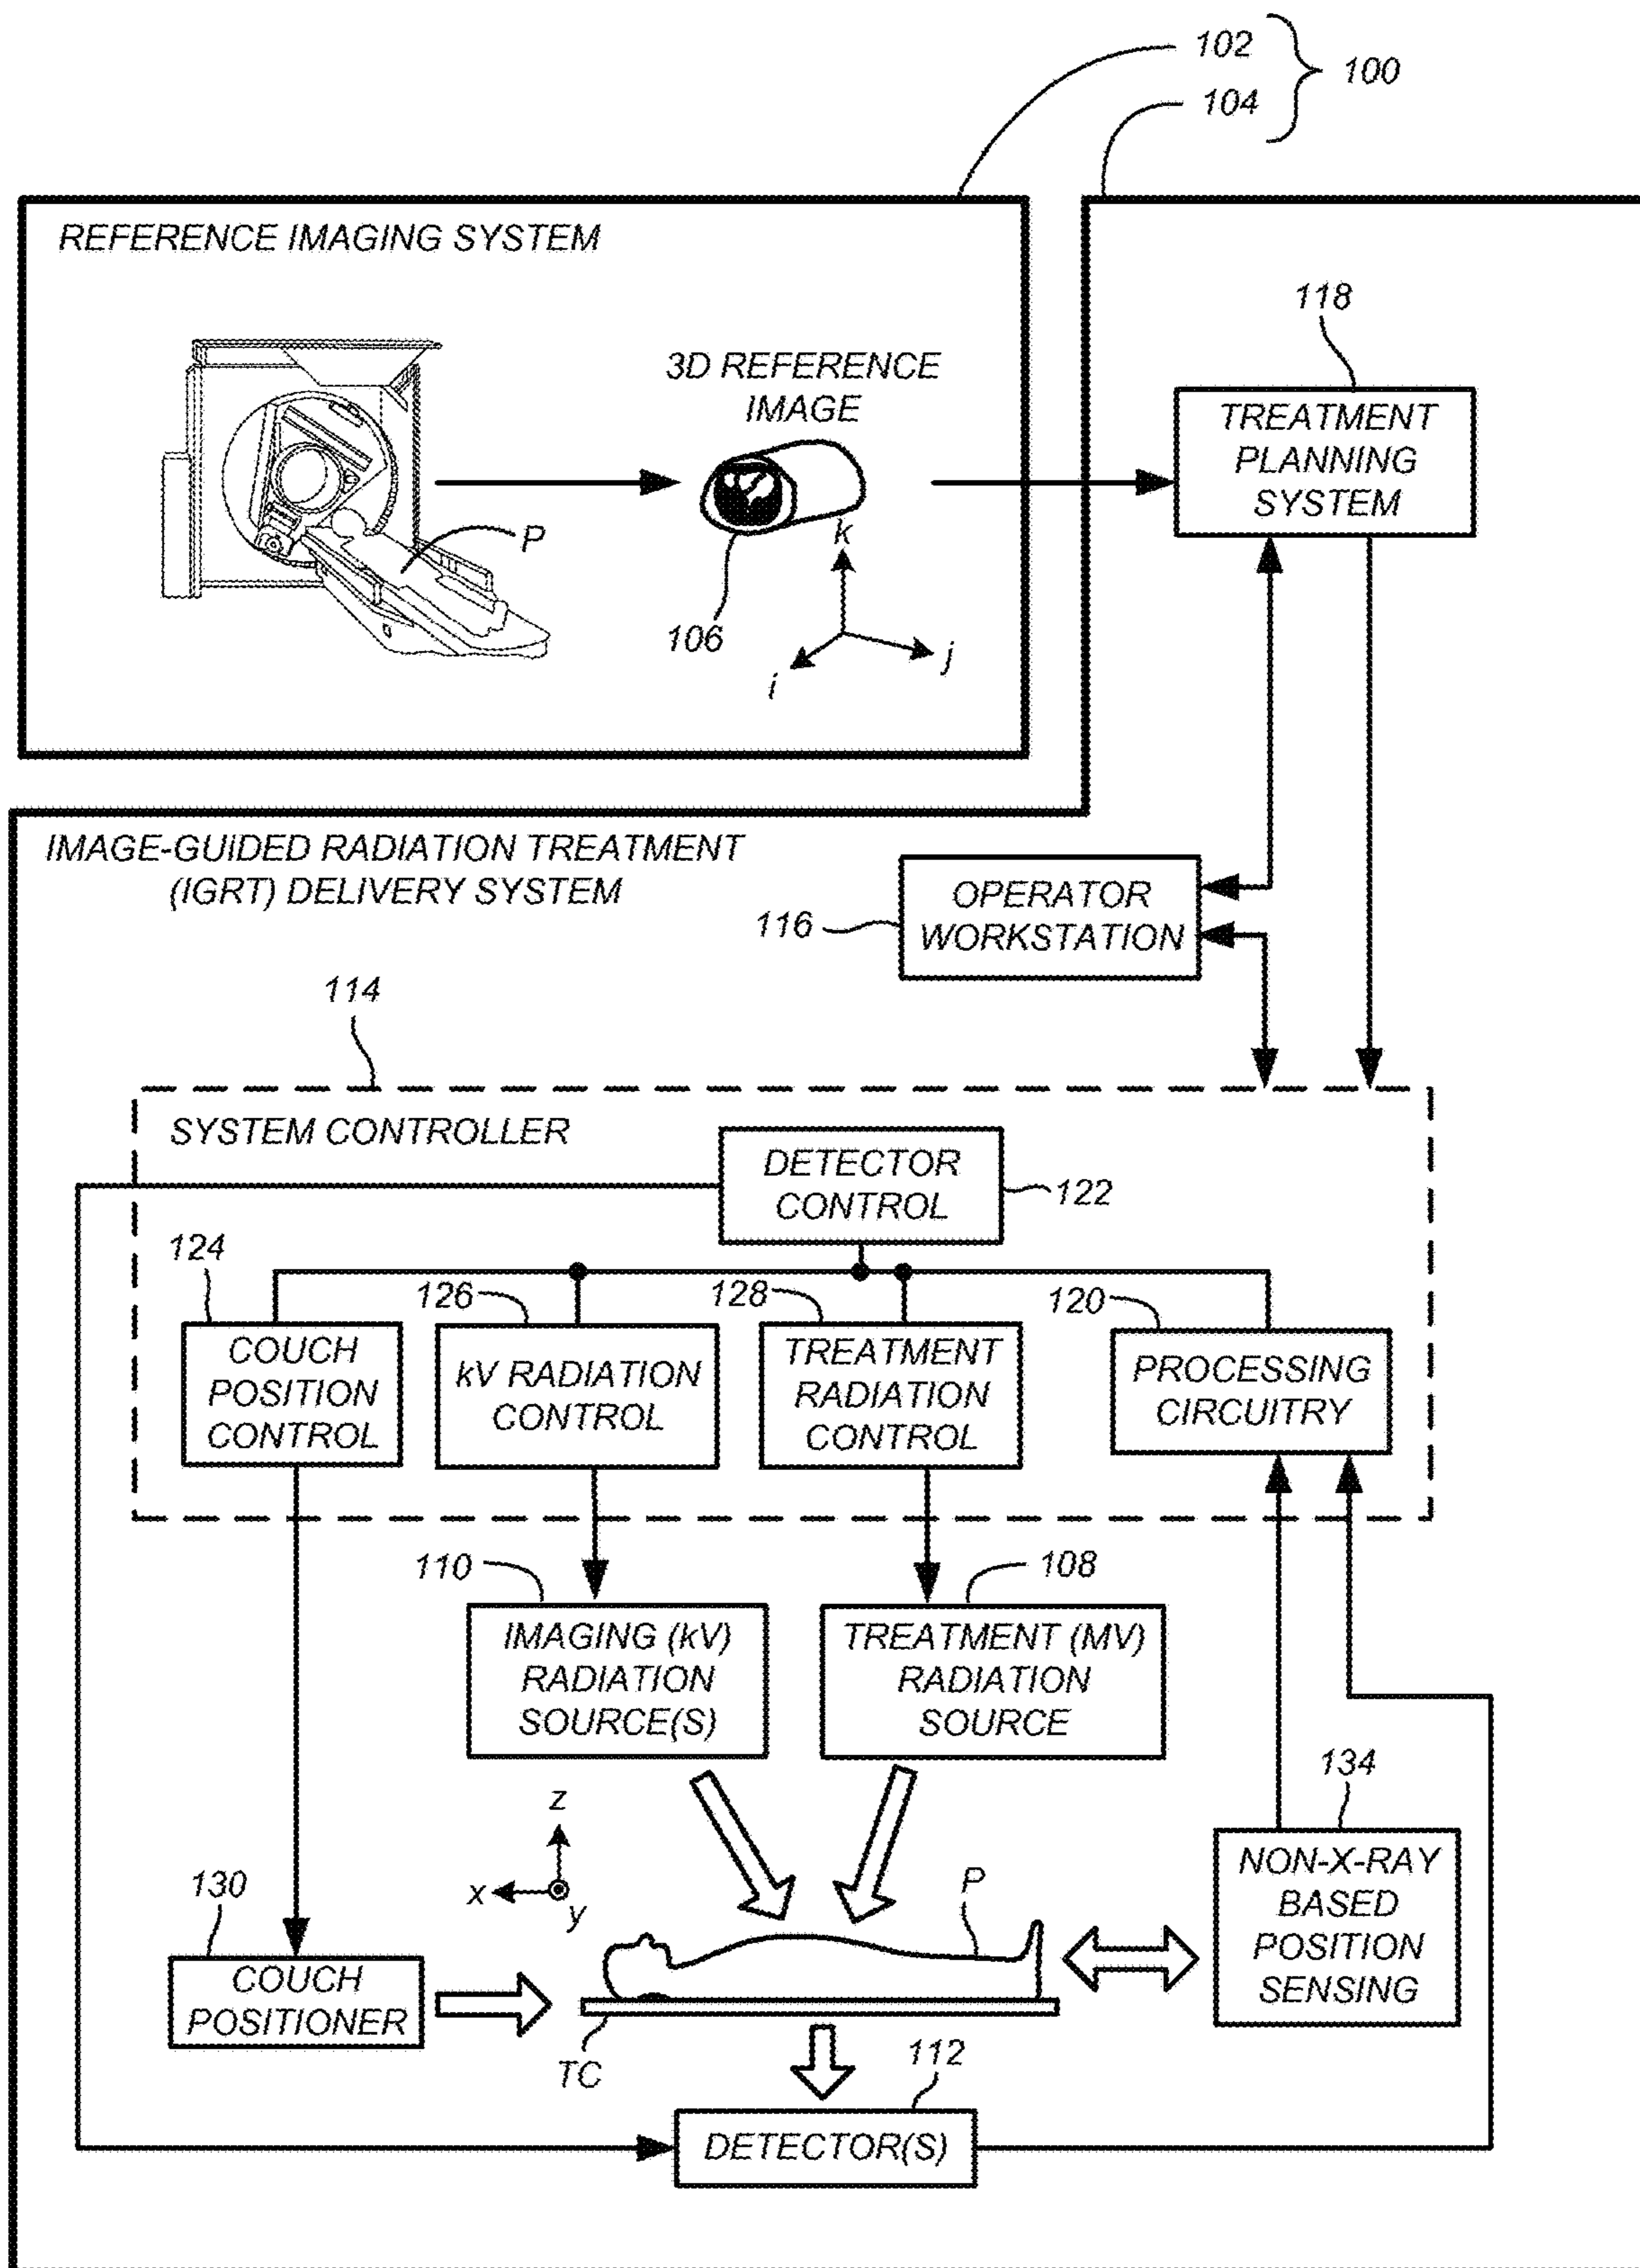 102
100
104
REFERENCE IMAGING SYSTEM
118
3D REFERENCE
IMAGE
TREATMENT
PLANNING
SYSTEM
P
k
106
j
i
IMAGE-GUIDED RADIATION TREATMENT
(IGRT) DELIVERY SYSTEM
OPERATOR
WORKSTATION
116
114
SYSTEM CONTROLLER
DETECTOR
CONTROL
122
124
126
128
120
COUCH
POSITION
CONTROL
kV RADIATION
CONTROL
TREATMENT
RADIATION
CONTROL
PROCESSING
CIRCUITRY
110
108
IMAGING (kV)
RADIATION
SOURCE(S)
TREATMENT (MV)
RADIATION
SOURCE
134
z
x
y
130
P
NON-X-RAY
BASED
POSITION
SENSING
COUCH
POSITIONER
TC
112
DETECTOR(S)